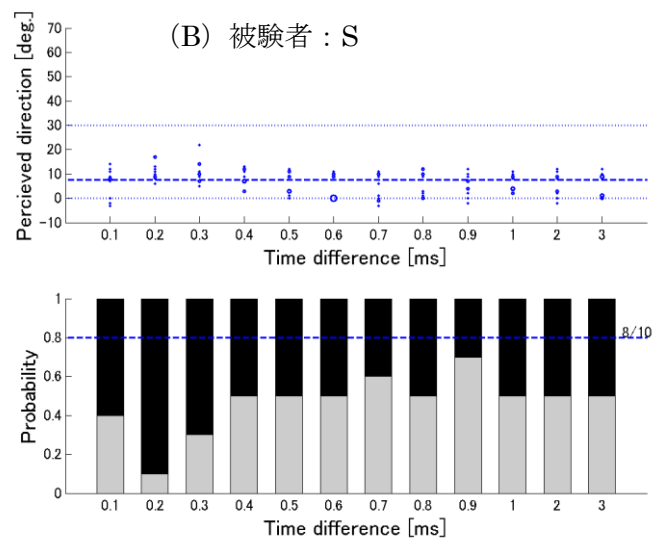 (B) 被験者：S
Percieved direction [deg.]
70
60
50
40
30
20
10
0
−10
0.1 0.2 0.3 0.4 0.5 0.6 0.7 0.8 0.9 1 2 3
Time difference [ms]
Probability
1
0.8
0.6
0.4
0.2
0
8/10
0.1 0.2 0.3 0.4 0.5 0.6 0.7 0.8 0.9 1 2 3
Time difference [ms]